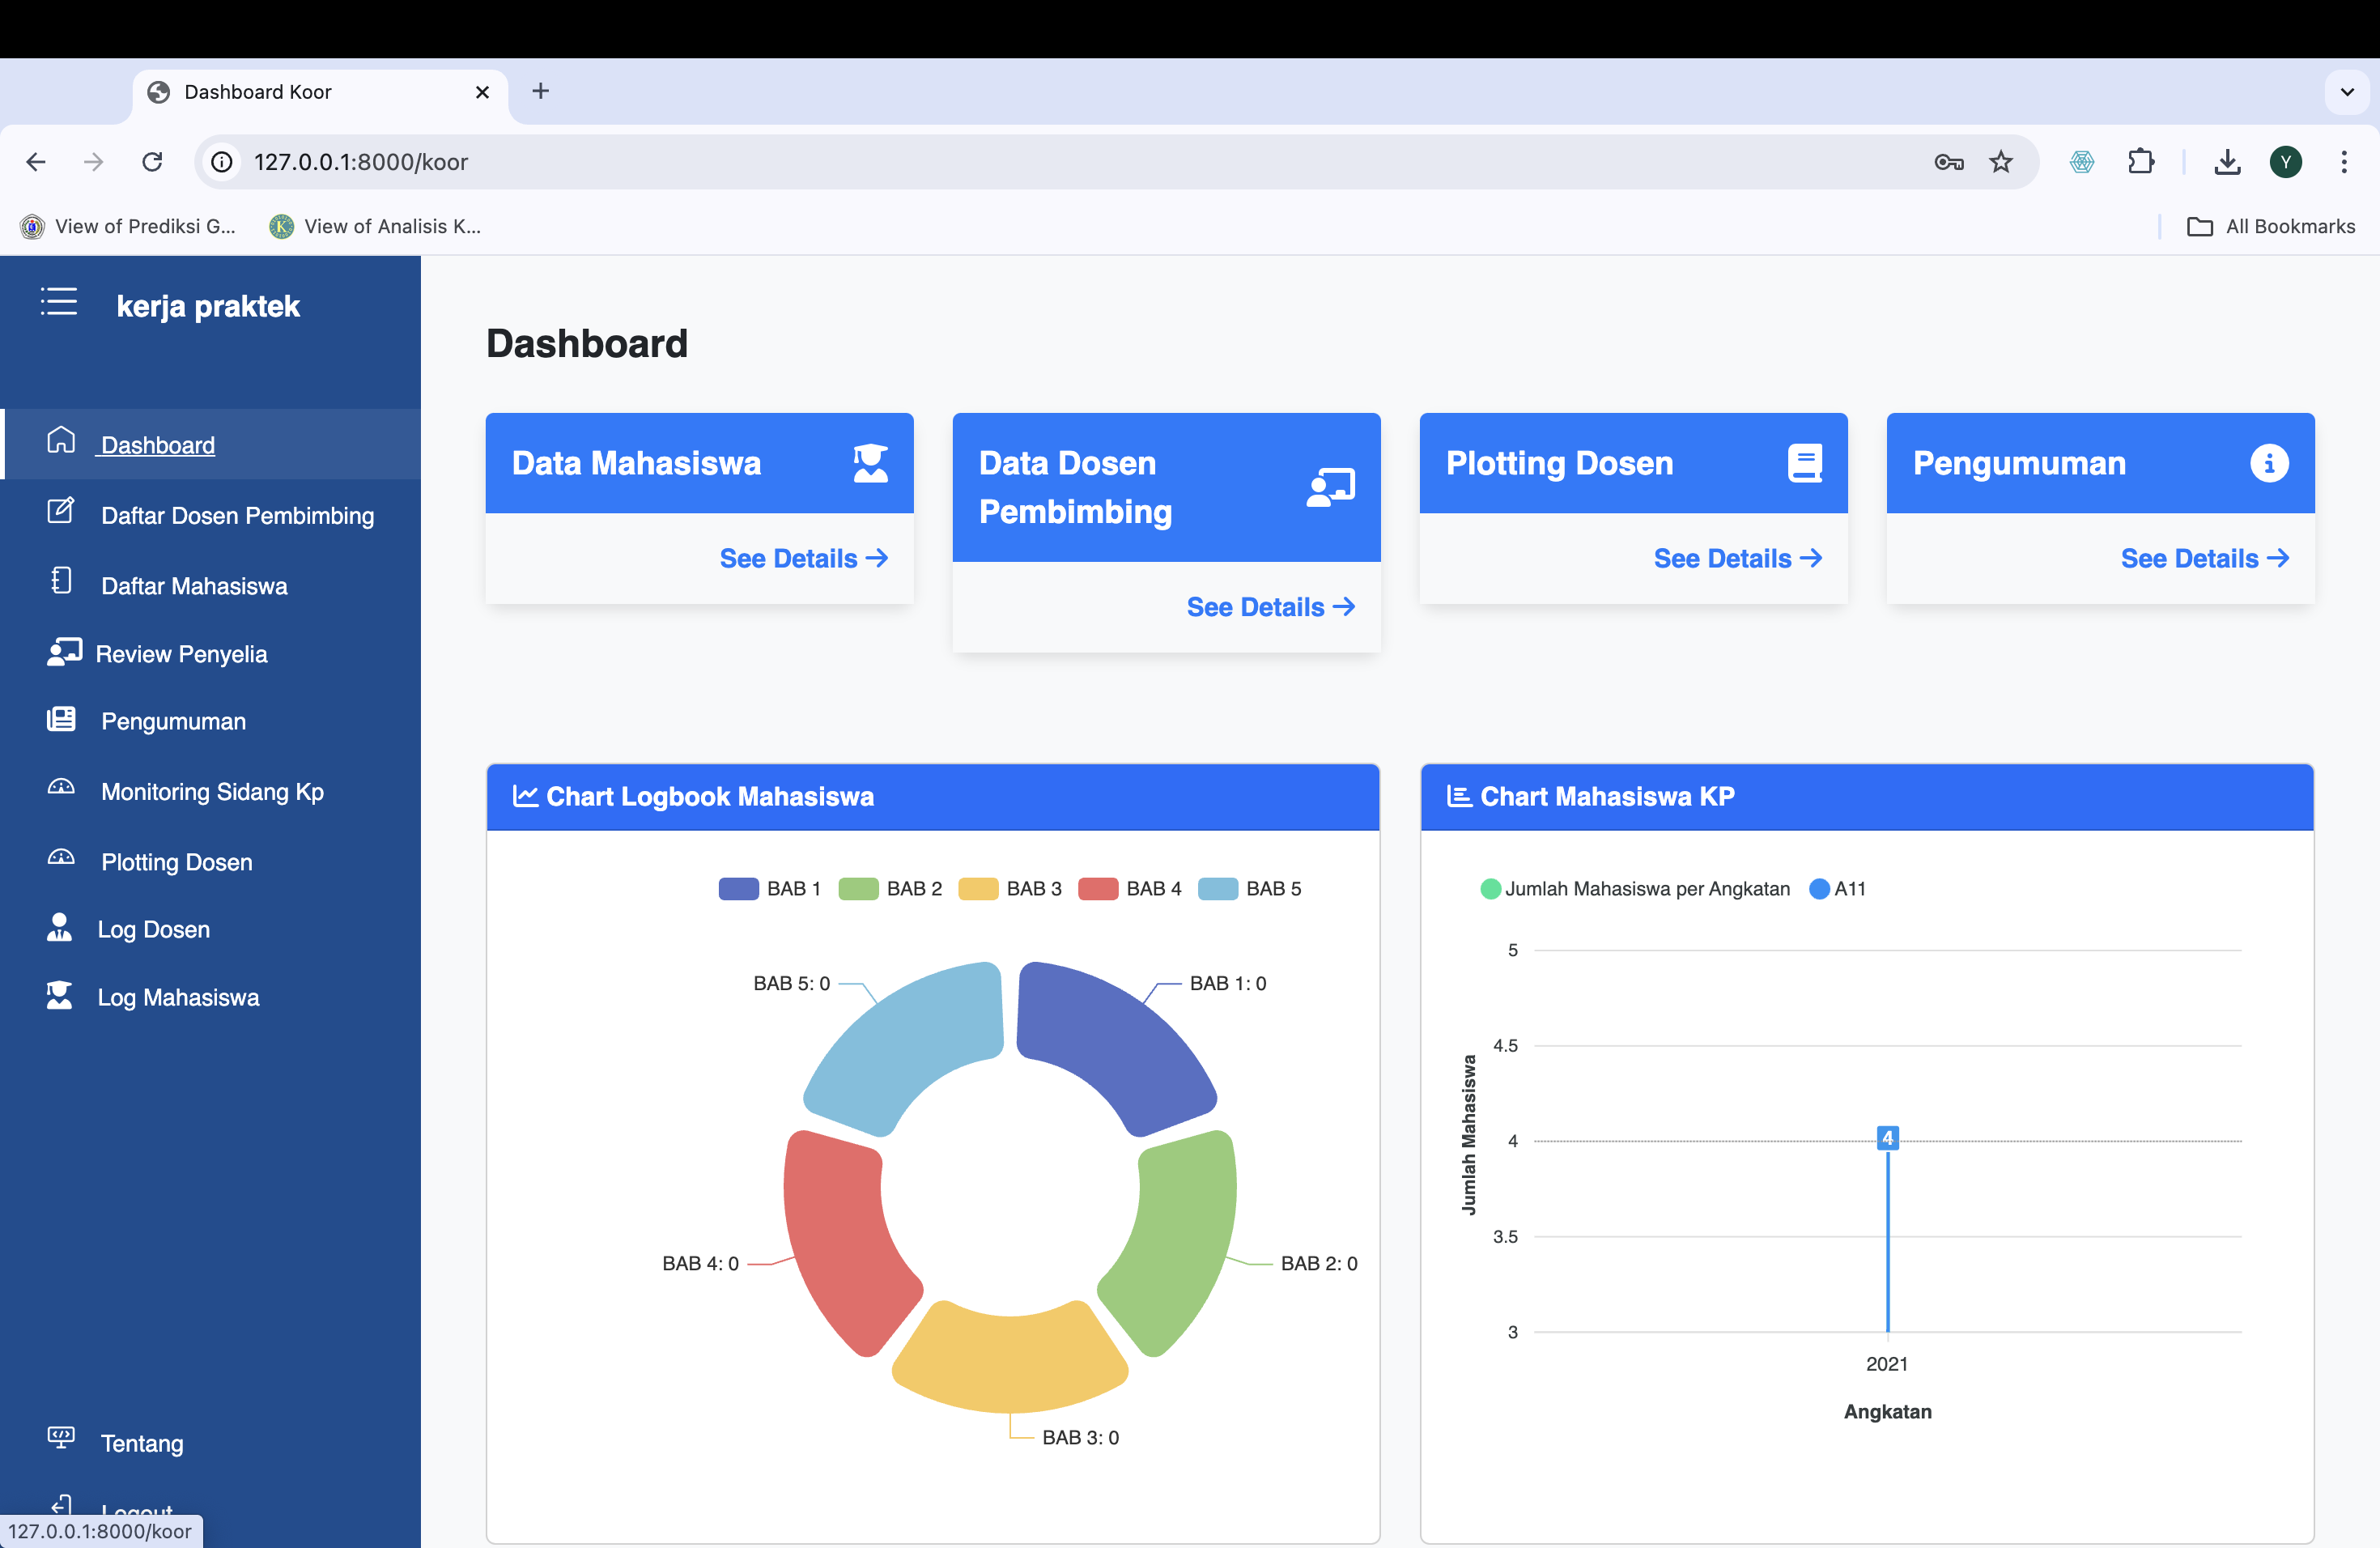 Dashboard Koor
127.0.0.1:8000/koor
View of Prediksi G...
View of Analisis K...
All Bookmarks
Y
kerja praktek
Dashboard
Daftar Dosen Pembimbing
Daftar Mahasiswa
Review Penyelia
Pengumuman
Monitoring Sidang Kp
Plotting Dosen
Log Dosen
Log Mahasiswa
Tentang
Logout
127.0.0.1:8000/koor
Dashboard
Data Mahasiswa
See Details
Data Dosen
Pembimbing
See Details
Plotting Dosen
See Details
Pengumuman
See Details
Chart Logbook Mahasiswa
BAB 1 BAB 2 BAB 3 BAB 4 BAB 5
BAB 5: 0
BAB 1: 0
BAB 4: 0
BAB 2: 0
BAB 3: 0
Chart Mahasiswa KP
Jumlah Mahasiswa per Angkatan A11
5
4.5
4
3.5
3
Jumlah Mahasiswa
4
2021
Angkatan